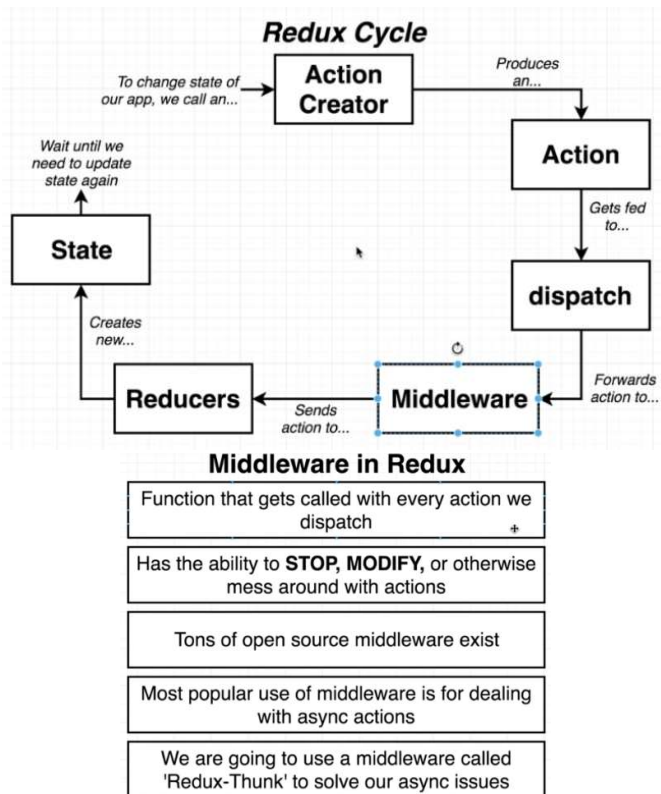 Redux Cycle
To change state of
our app, we call an...
Action
Creator
Produces
an...
Action
Gets fed
to...
dispatch
Forwards
action to...
Middleware
Sends
action to...
Reducers
Creates
new...
State
Wait until we
need to update
state again
Middleware in Redux
Function that gets called with every action we
dispatch
Has the ability to STOP, MODIFY, or otherwise
mess around with actions
Tons of open source middleware exist
Most popular use of middleware is for dealing
with async actions
We are going to use a middleware called
'Redux-Thunk' to solve our async issues